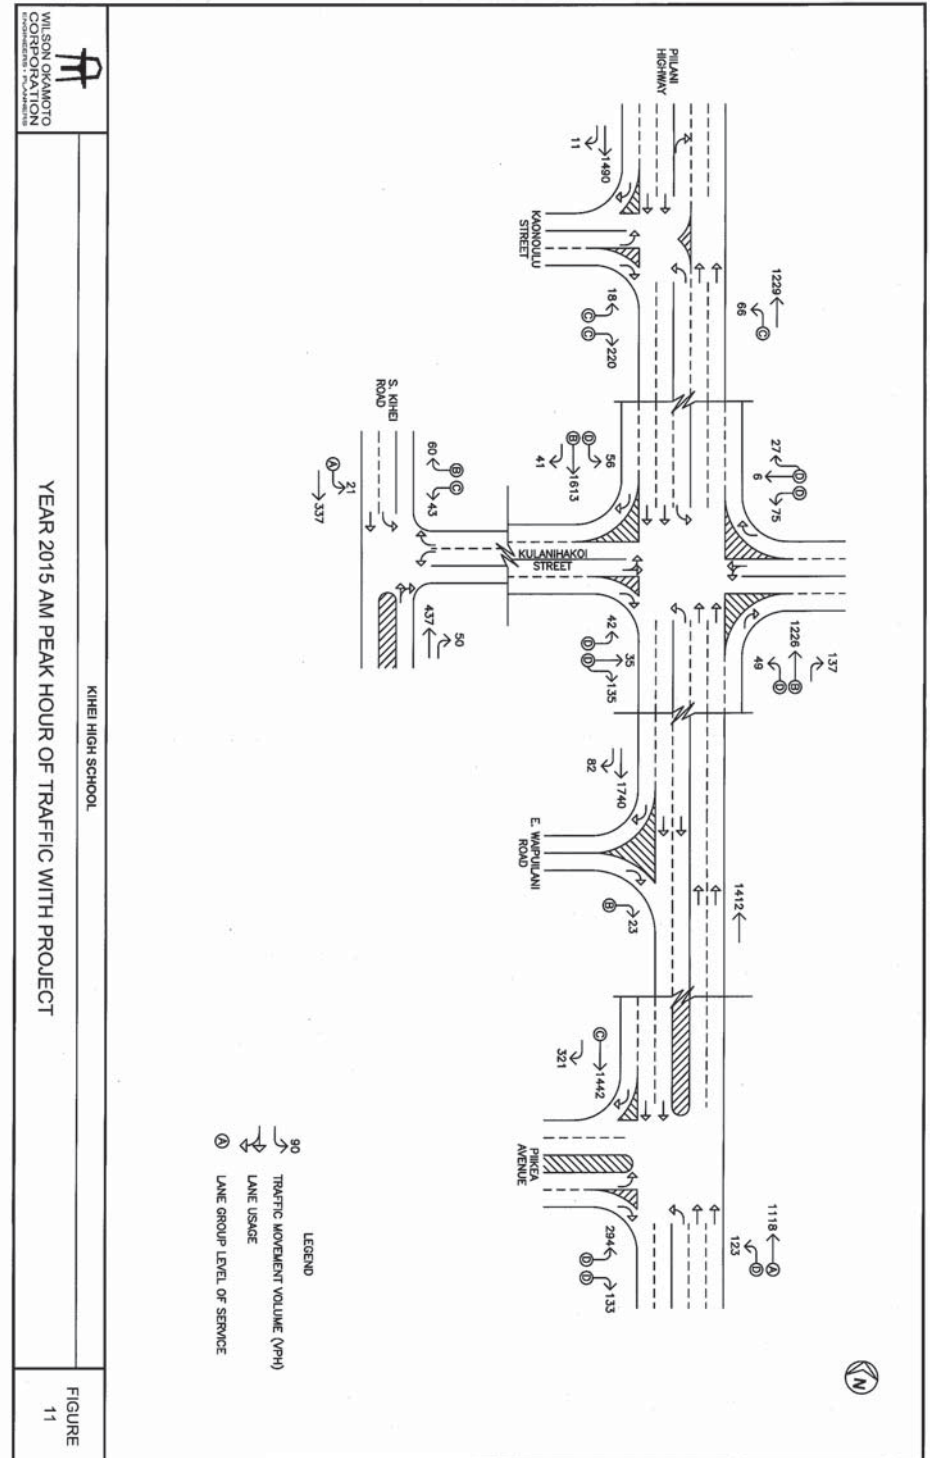 PIILANI
HIGHWAY
1490
11
KAONOULU
STREET
1229
66
C
18
220
C
C
S. KIHEI
ROAD
60
43
B
C
A
21
337
437
50
D
B
56
1613
41
27
6
75
D
D
KULANIHAKOI
STREET
42
35
135
D
D
137
1226
49
B
D
1740
82
E. WAIPUILANI
ROAD
23
B
1412
C
1442
321
PIIKEA
AVENUE
1118
123
A
D
294
133
D
D
N
LEGEND
90
TRAFFIC MOVEMENT VOLUME (VPH)
LANE USAGE
A
LANE GROUP LEVEL OF SERVICE
WILSON OKAMOTO
CORPORATION
ENGINEERS • PLANNERS
KIHEI HIGH SCHOOL
YEAR 2015 AM PEAK HOUR OF TRAFFIC WITH PROJECT
FIGURE
11